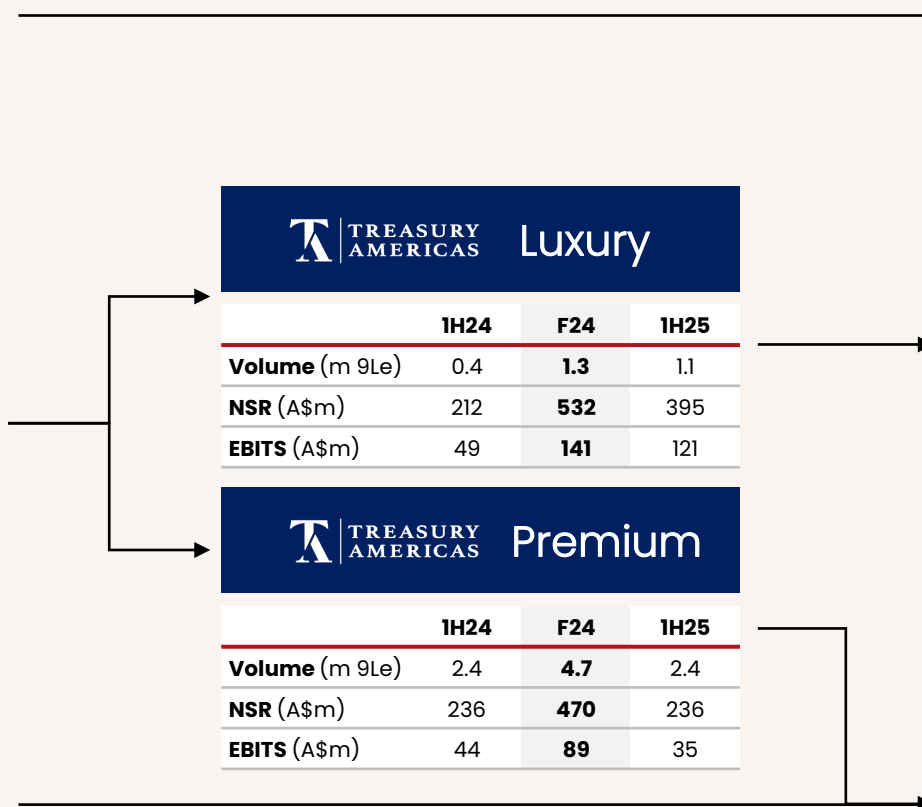 TREASURY
AMERICAS Luxury
1H24 F24 1H25
Volume (m 9Le) 0.4 1.3 1.1
NSR (A$m) 212 532 395
EBITS (A$m) 49 141 121
TREASURY
AMERICAS Premium
1H24 F24 1H25
Volume (m 9Le) 2.4 4.7 2.4
NSR (A$m) 236 470 236
EBITS (A$m) 44 89 35